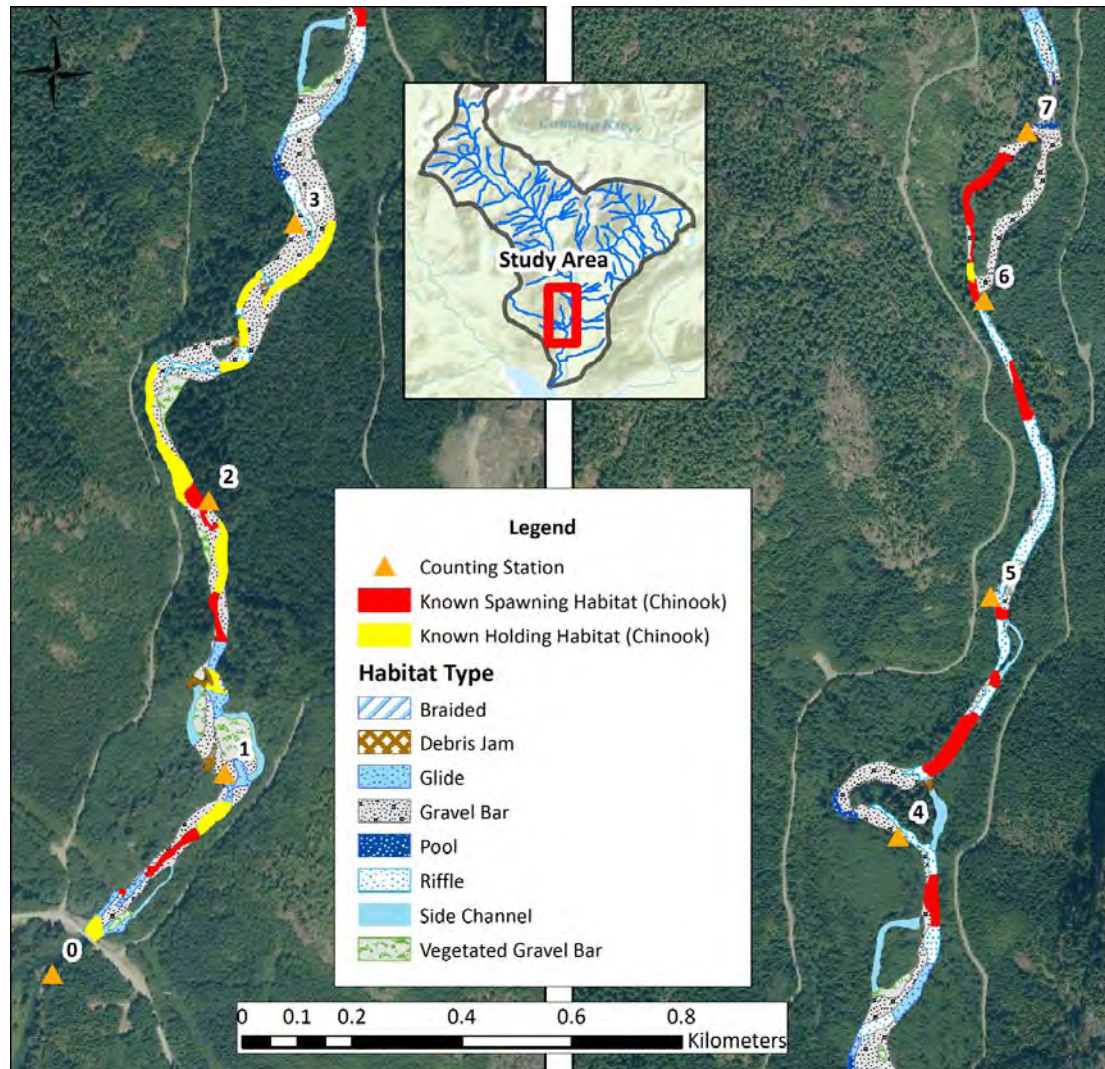 N
7
3
Study Area
6
2
Legend
Counting Station
Known Spawning Habitat (Chinook)
Known Holding Habitat (Chinook)
Habitat Type
Braided
Debris Jam
Glide
Gravel Bar
Pool
Riffle
Side Channel
Vegetated Gravel Bar
5
1
4
0
0 0.1 0.2 0.4 0.6 0.8
Kilometers